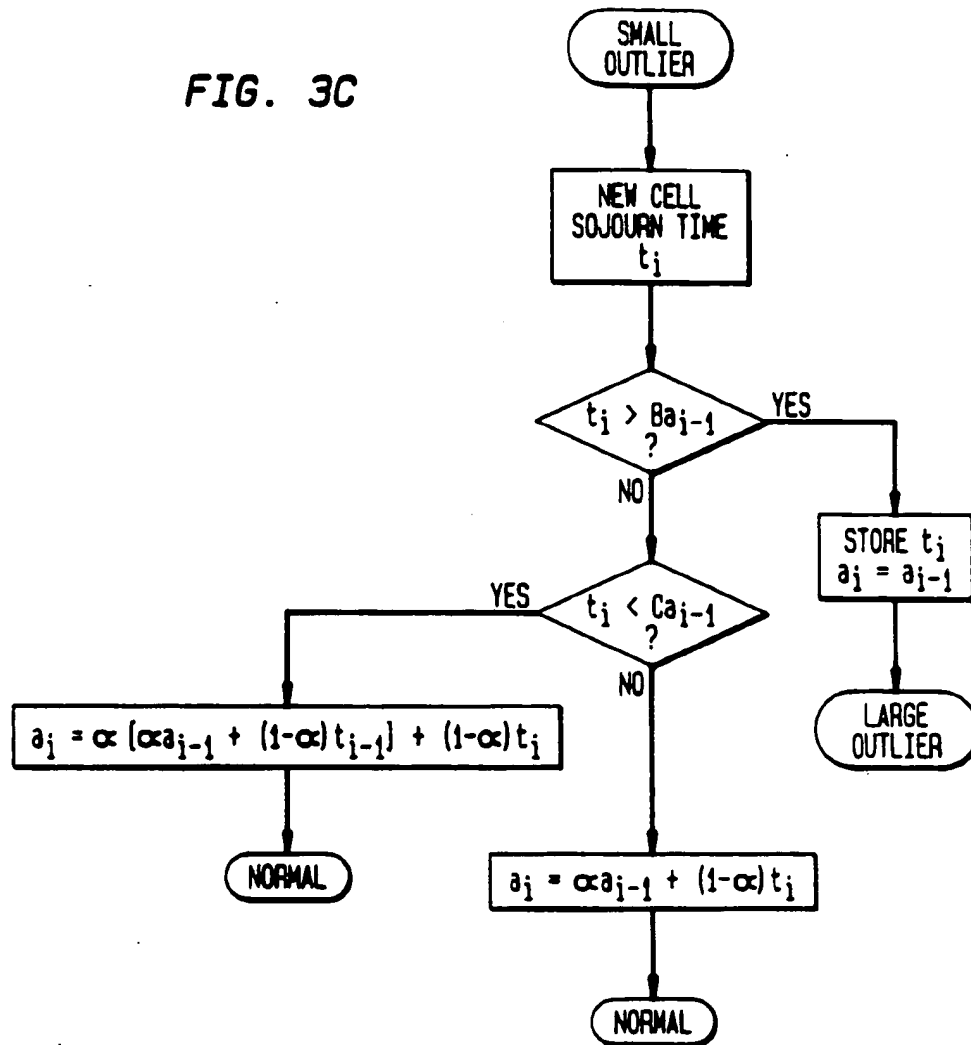 FIG. 3C
SMALL
OUTLIER
NEW CELL
SOJOURN TIME
t_i
t_i > Ba_{i-1}
?
YES
NO
STORE t_i
a_i = a_{i-1}
LARGE
OUTLIER
t_i < Ca_{i-1}
?
YES
NO
a_i = ∝ [∝a_{i-1} + (1-∝) t_{i-1}] + (1-∝) t_i
NORMAL
a_i = ∝a_{i-1} + (1-∝) t_i
NORMAL